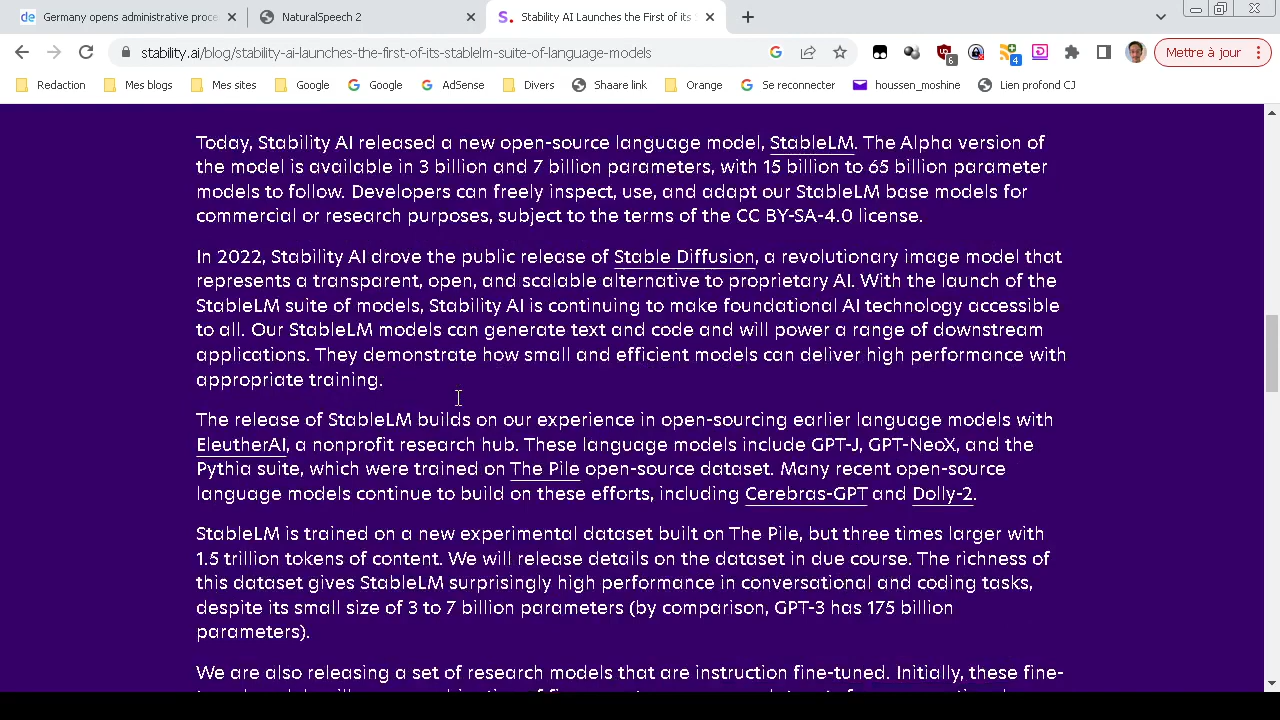 Germany opens administrative proce
NaturalSpeech 2
Stability AI Launches the First of its
stability.ai/blog/stability-ai-launches-the-first-of-its-stablelm-suite-of-language-models
6
4
Mettre à jour
Redaction
Mes bbs
Mes sites
Google
Google
AdSense
Divers
Shaare link
Orange
Se reconnecter
houssen_moshine
Lien profond CJ
Today, Stability AI released a new open-source language model, StableLM. The Alpha version of
the model is available in 3 billion and 7 billion parameters, with 15 billion to 65 billion parameter
models to follow. Developers can freely inspect, use, and adapt our StableLM base models for
commercial or research purposes, subject to the terms of the CC BY-SA-4.0 license.
In 2022, Stability AI drove the public release of Stable Diffusion, a revolutionary image model that
represents a transparent, open, and scalable alternative to proprietary AI. With the launch of the
StableLM suite of models, Stability AI is continuing to make foundational AI technology accessible
to all. Our StableLM models can generate text and code and will power a range of downstream
applications. They demonstrate how small and efficient models can deliver high performance with
appropriate training.
The release of StableLM builds on our experience in open-sourcing earlier language models with
EleutherAI, a nonprofit research hub. These language models include GPT-J, GPT-NeoX, and the
Pythia suite, which were trained on The Pile open-source dataset. Many recent open-source
language models continue to build on these efforts, including Cerebras-GPT and Dolly-2.
StableLM is trained on a new experimental dataset built on The Pile, but three times larger with
1.5 trillion tokens of content. We will release details on the dataset in due course. The richness of
this dataset gives StableLM surprisingly high performance in conversational and coding tasks,
despite its small size of 3 to 7 billion parameters (by comparison, GPT-3 has 175 billion
parameters).
We are also releasing a set of research models that are instruction fine-tuned. Initially, these fine-